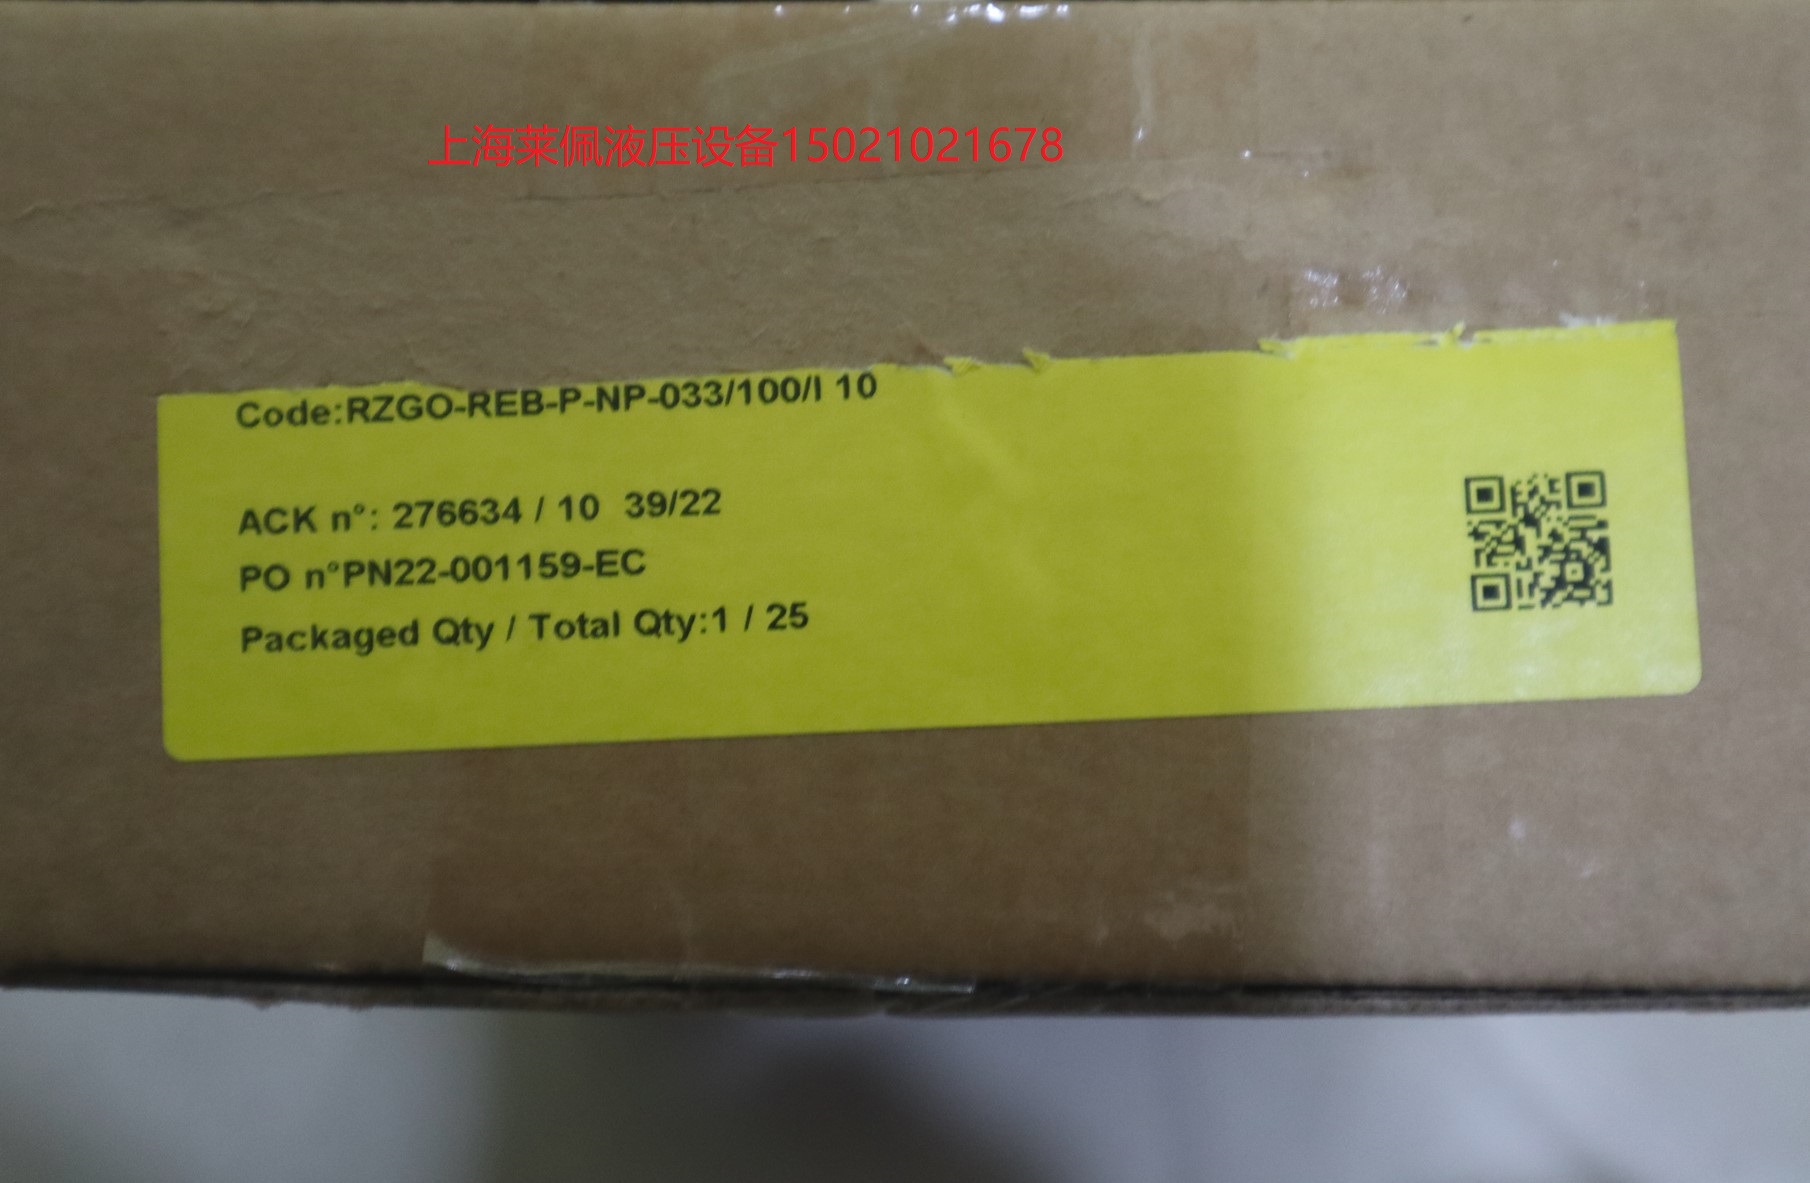 上海莱佩液压设备15021021678
Code:RZGO-REB-P-NP-033/100/I 10
ACK n°: 276634 / 10 39/22
PO n°PN22-001159-EC
Packaged Qty / Total Qty:1 / 25